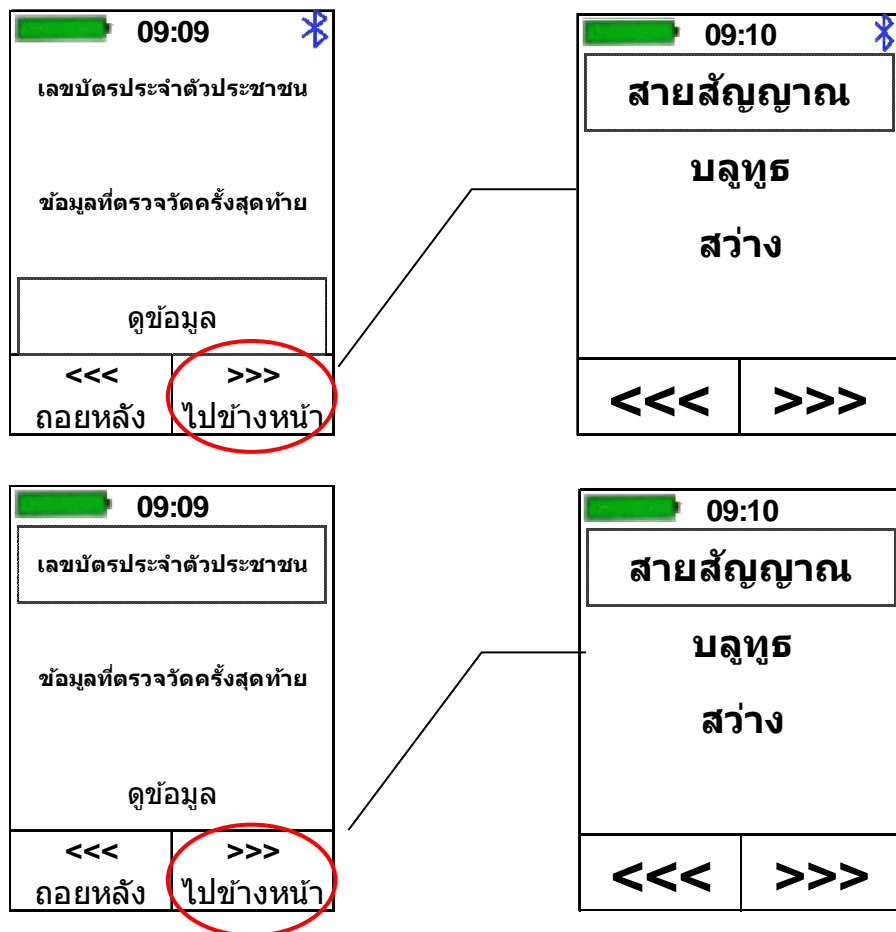 09:09
เลขบัตรประจำตัวประชาชน
ข้อมูลที่ตรวจวัดครั้งสุดท้าย
ดูข้อมูล
<<< >>>
ถอยหลัง ไปข้างหน้า
09:10
สายสัญญาณ
บลูทูธ
สว่าง
<<< >>>
09:09
เลขบัตรประจำตัวประชาชน
ข้อมูลที่ตรวจวัดครั้งสุดท้าย
ดูข้อมูล
<<< >>>
ถอยหลัง ไปข้างหน้า
09:10
สายสัญญาณ
บลูทูธ
สว่าง
<<< >>>